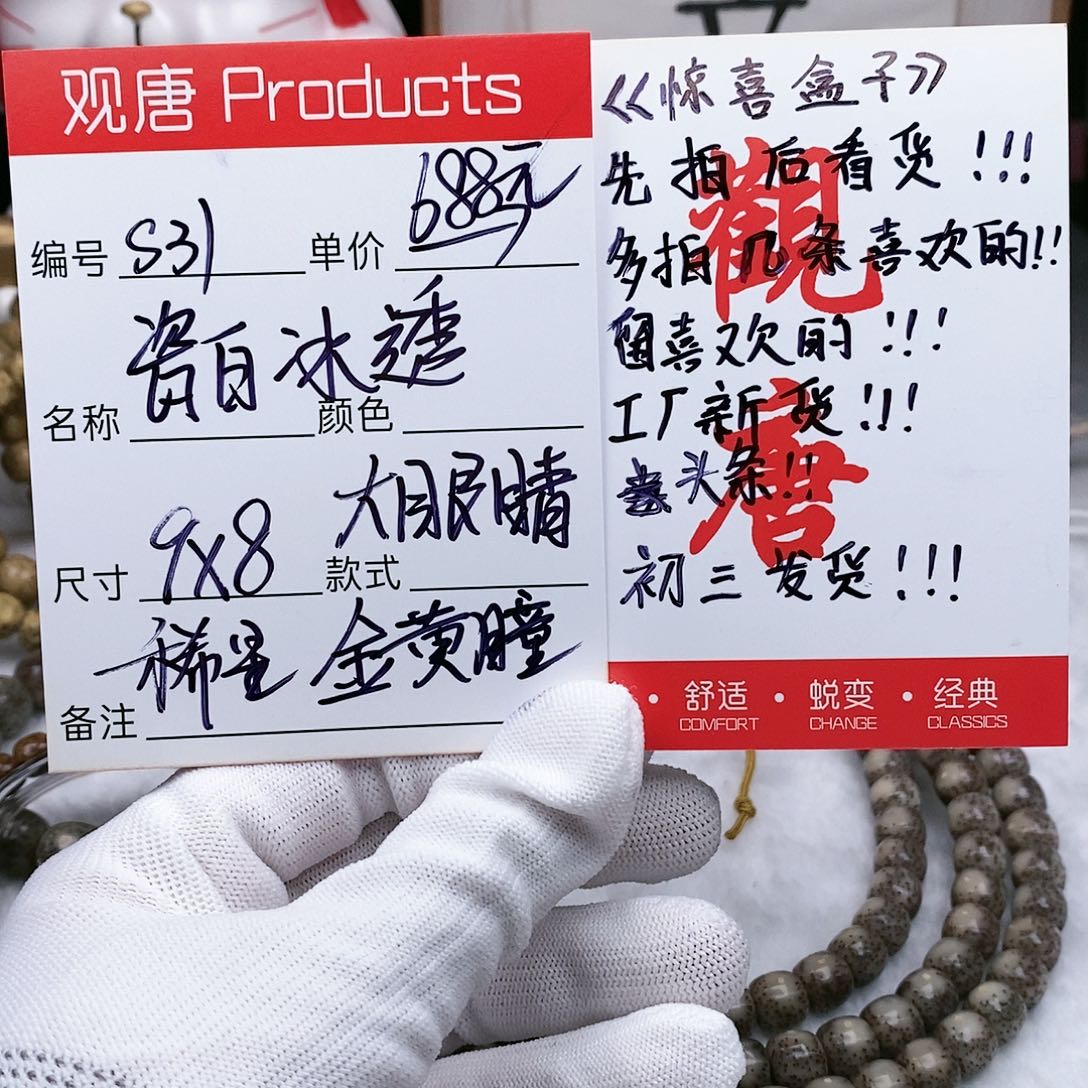 观唐 Products
编号 S31 单价 688元
名称 瓷白冰透 颜色
尺寸 9X8 款式 大眼睛
备注 稀星 金黄瞳
《惊喜盒子》
先拍后看货!!!
多拍几条喜欢的!!
留喜欢的!!!
工厂新货!!!
头条!!
初三发货!!!
觀唐
·舒适·蜕变·经典
COMFORT CHANGE CLASSICS